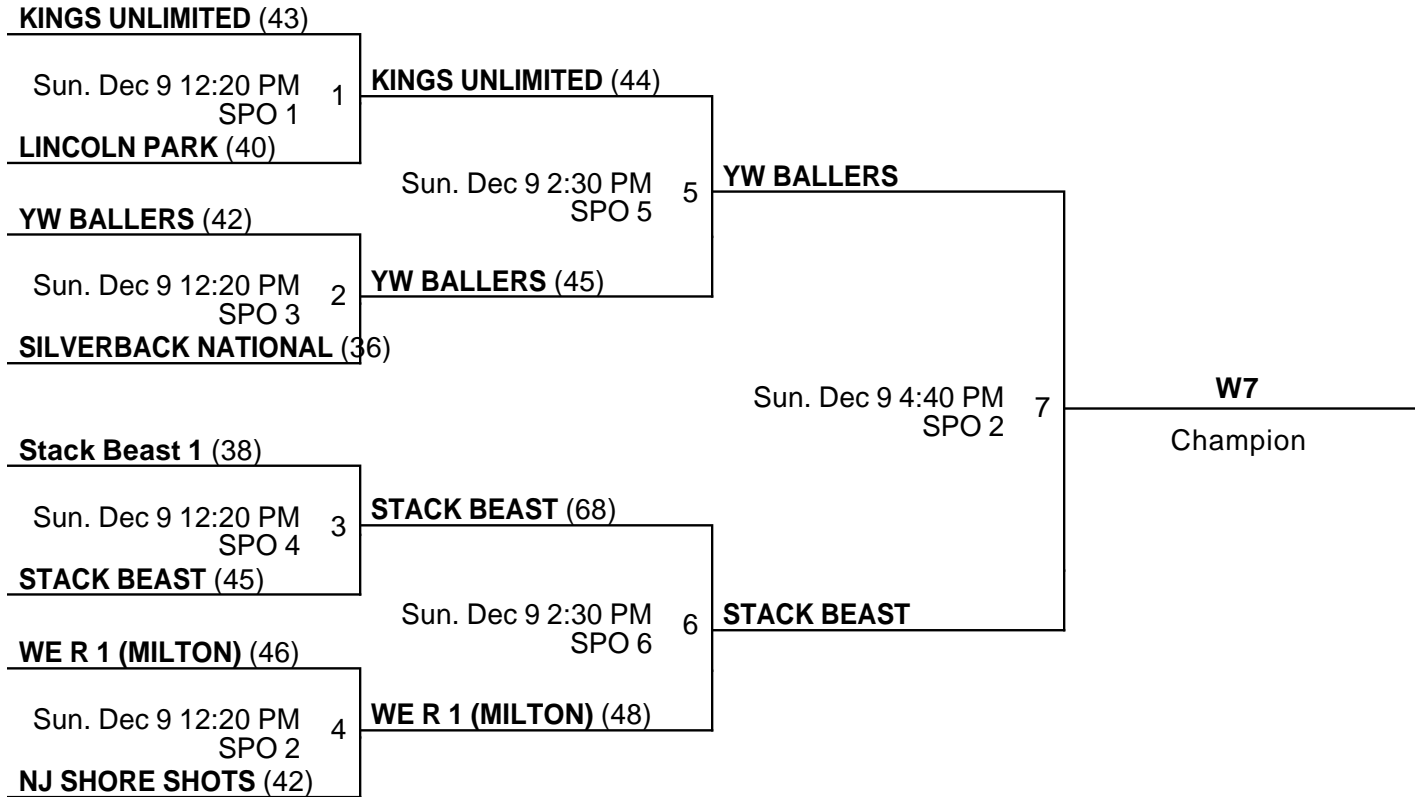 KINGS UNLIMITED (43)
Sun. Dec 9 12:20 PM 1
SPO 1
LINCOLN PARK (40)
KINGS UNLIMITED (44)
YW BALLERS (42)
Sun. Dec 9 12:20 PM 2
SPO 3
SILVERBACK NATIONAL (36)
YW BALLERS (45)
Sun. Dec 9 2:30 PM 5
SPO 5
YW BALLERS
Stack Beast 1 (38)
Sun. Dec 9 12:20 PM 3
SPO 4
STACK BEAST (45)
STACK BEAST (68)
WE R 1 (MILTON) (46)
Sun. Dec 9 12:20 PM 4
SPO 2
NJ SHORE SHOTS (42)
WE R 1 (MILTON) (48)
Sun. Dec 9 2:30 PM 6
SPO 6
STACK BEAST
Sun. Dec 9 4:40 PM 7
SPO 2
W7
Champion